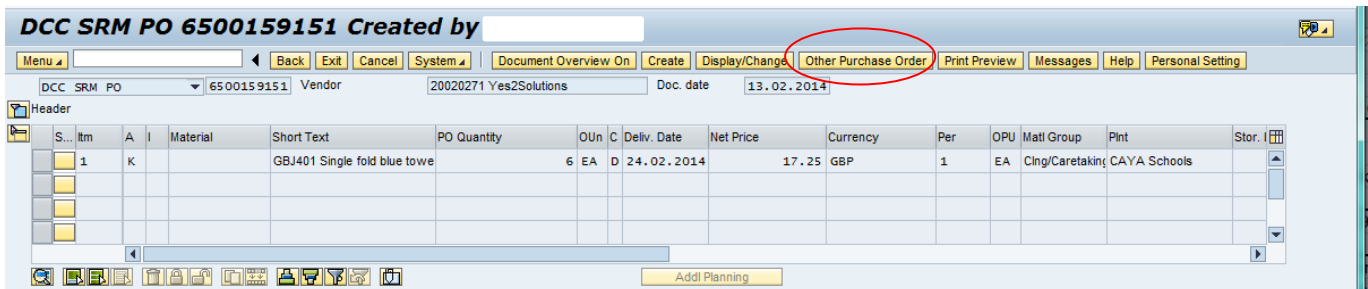 DCC SRM PO 6500159151 Created by
Menu Back Exit Cancel System Document Overview On Create Display/Change Other Purchase Order Print Preview Messages Help Personal Setting
DCC SRM PO 6500159151 Vendor 20020271 Yes2Solutions Doc. date 13.02.2014
Header
S... Itm A I Material Short Text PO Quantity OUn C Deliv. Date Net Price Currency Per OPU Matl Group Plnt Stor. l
1 K GBJ401 Single fold blue towe 6 EA D 24.02.2014 17.25 GBP 1 EA Clng/Caretaking CAYA Schools
Addl Planning